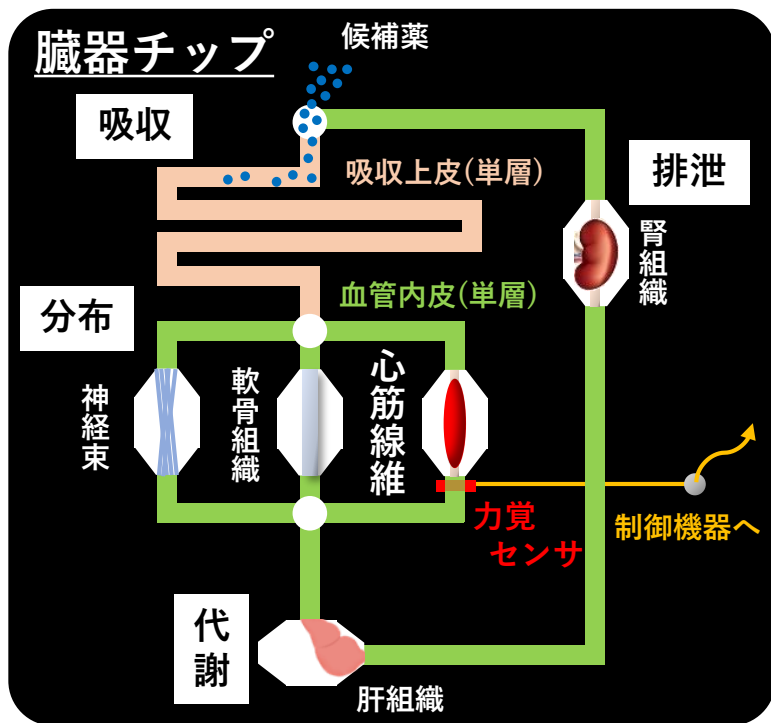 臓器チップ
候補薬
吸収
吸収上皮(単層)
排泄
腎組織
血管内皮(単層)
分布
神経束
軟骨組織
心筋線維
力覚
センサ
制御機器へ
代謝
肝組織